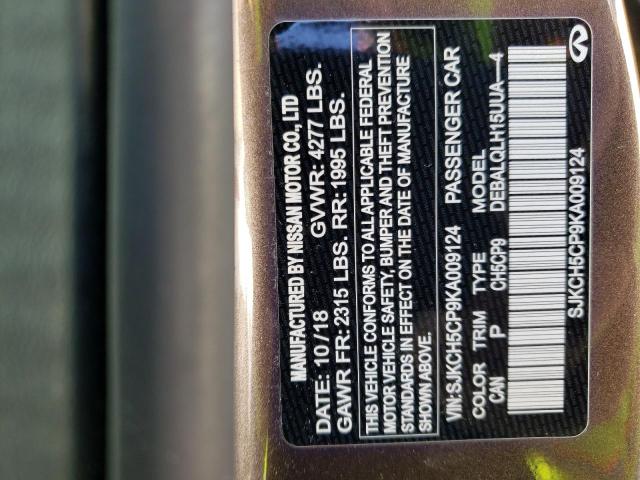 MANUFACTURED BY NISSAN MOTOR CO., LTD
DATE: 10/18 GVWR: 4277 LBS.
GAWR FR: 2315 LBS. RR: 1995 LBS.
THIS VEHICLE CONFORMS TO ALL APPLICABLE FEDERAL
MOTOR VEHICLE SAFETY, BUMPER AND THEFT PREVENTION
STANDARDS IN EFFECT ON THE DATE OF MANUFACTURE
SHOWN ABOVE.
VIN: SJKCH5CP9KA009124 PASSENGER CAR
COLOR TRIM TYPE MODEL
CAN P CH5CP9 DEBALQLH15UUA—4
SJKCH5CP9KA009124